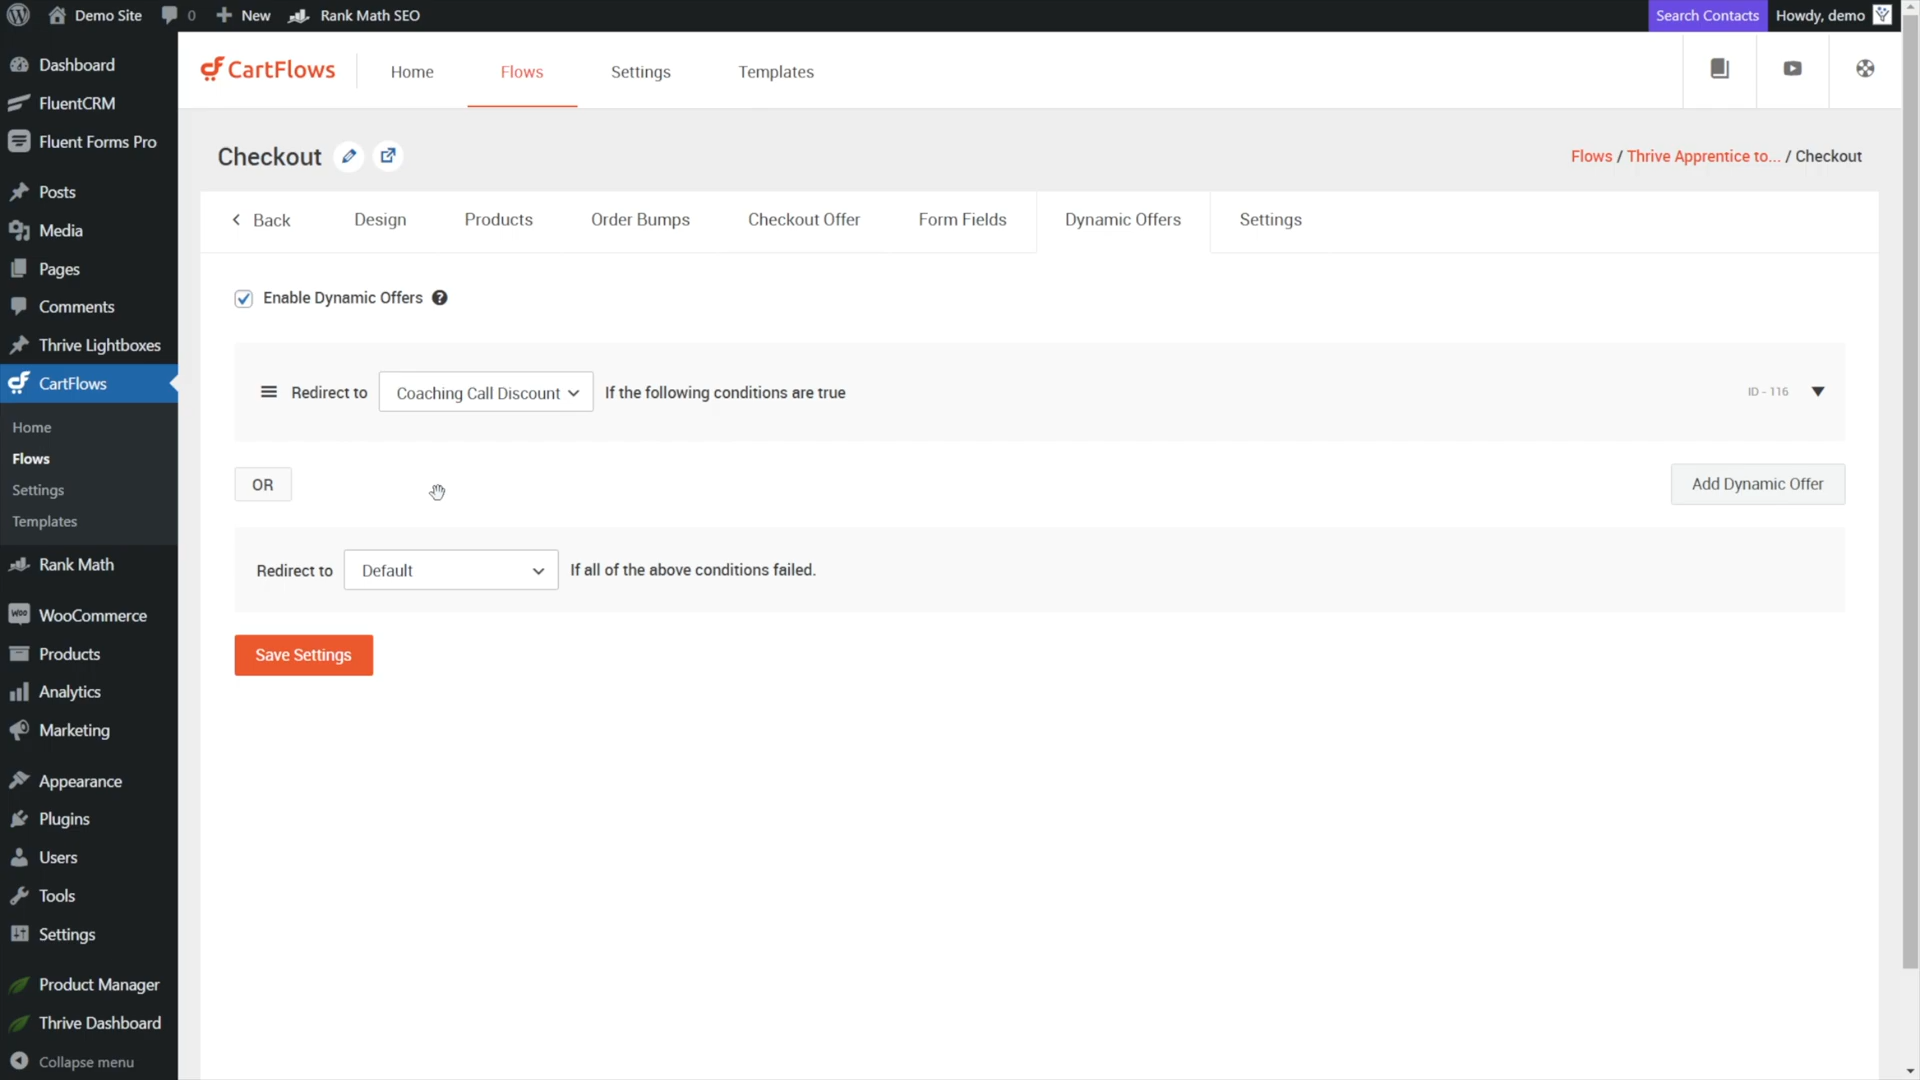 Demo Site 0 New Rank Math SEO Search Contacts Howdy, demo
Dashboard
FluentCRM
Fluent Forms Pro
Posts
Media
Pages
Comments
Thrive Lightboxes
CartFlows
Home
Flows
Settings
Templates
Rank Math
WooCommerce
Products
Analytics
Marketing
Appearance
Plugins
Users
Tools
Settings
Product Manager
Thrive Dashboard
Collapse menu
CartFlows Home Flows Settings Templates
Checkout Flows / Thrive Apprentice to... / Checkout
Back Design Products Order Bumps Checkout Offer Form Fields Dynamic Offers Settings
Enable Dynamic Offers ?
Redirect to Coaching Call Discount If the following conditions are true ID - 116
OR Add Dynamic Offer
Redirect to Default If all of the above conditions failed.
Save Settings